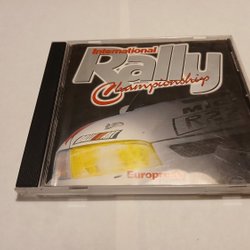 International
Rally
Championship
Europress